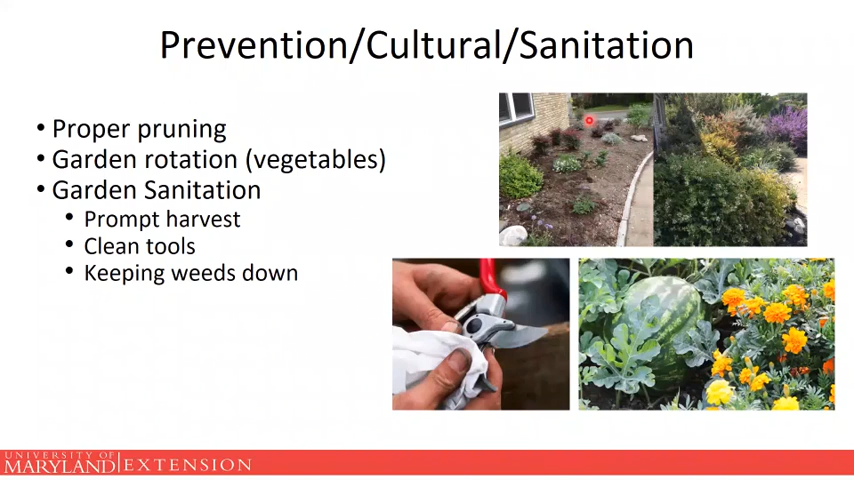 Prevention/Cultural/Sanitation
• Proper pruning
• Garden rotation (vegetables)
• Garden Sanitation
• Prompt harvest
• Clean tools
• Keeping weeds down
UNIVERSITY OF
MARYLAND EXTENSION